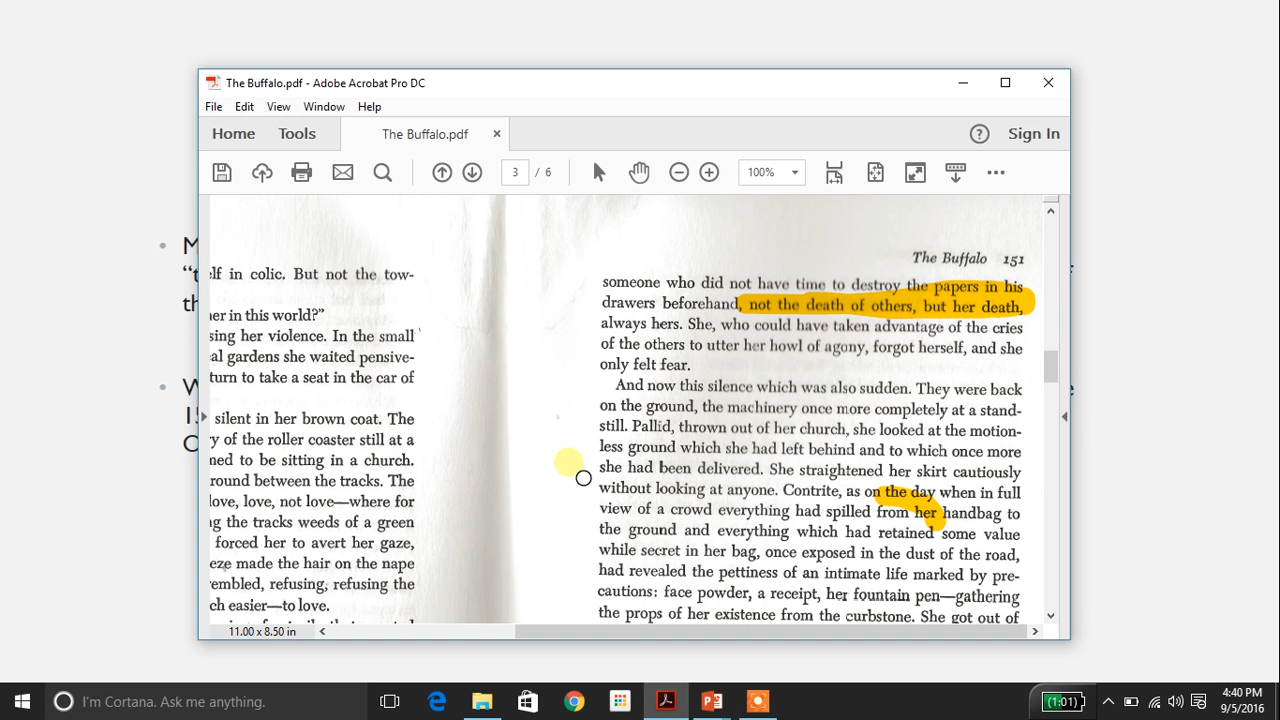 The Buffalo.pdf - Adobe Acrobat Pro DC
File Edit View Window Help
Home Tools The Buffalo.pdf × ? Sign In
3 / 6 100%
M
“t
th
W
15
O
f
e
lf in colic. But not the tow-
er in this world?”
sing her violence. In the small
al gardens she waited pensive-
turn to take a seat in the car of
silent in her brown coat. The
y of the roller coaster still at a
ned to be sitting in a church.
round between the tracks. The
love, love, not love—where for
g the tracks weeds of a green
forced her to avert her gaze,
eze made the hair on the nape
embled, refusing, refusing the
ch easier—to love.
The Buffalo 151
someone who did not have time to destroy the papers in his
drawers beforehand, not the death of others, but her death,
always hers. She, who could have taken advantage of the cries
of the others to utter her howl of agony, forgot herself, and she
only felt fear.
And now this silence which was also sudden. They were back
on the ground, the machinery once more completely at a stand-
still. Pallid, thrown out of her church, she looked at the motion-
less ground which she had left behind and to which once more
she had been delivered. She straightened her skirt cautiously
without looking at anyone. Contrite, as on the day when in full
view of a crowd everything had spilled from her handbag to
the ground and everything which had retained some value
while secret in her bag, once exposed in the dust of the road,
had revealed the pettiness of an intimate life marked by pre-
cautions: face powder, a receipt, her fountain pen—gathering
the props of her existence from the curbstone. She got out of
11.00 x 8.50 in
I'm Cortana. Ask me anything.
(1:01)
4:40 PM
9/5/2016